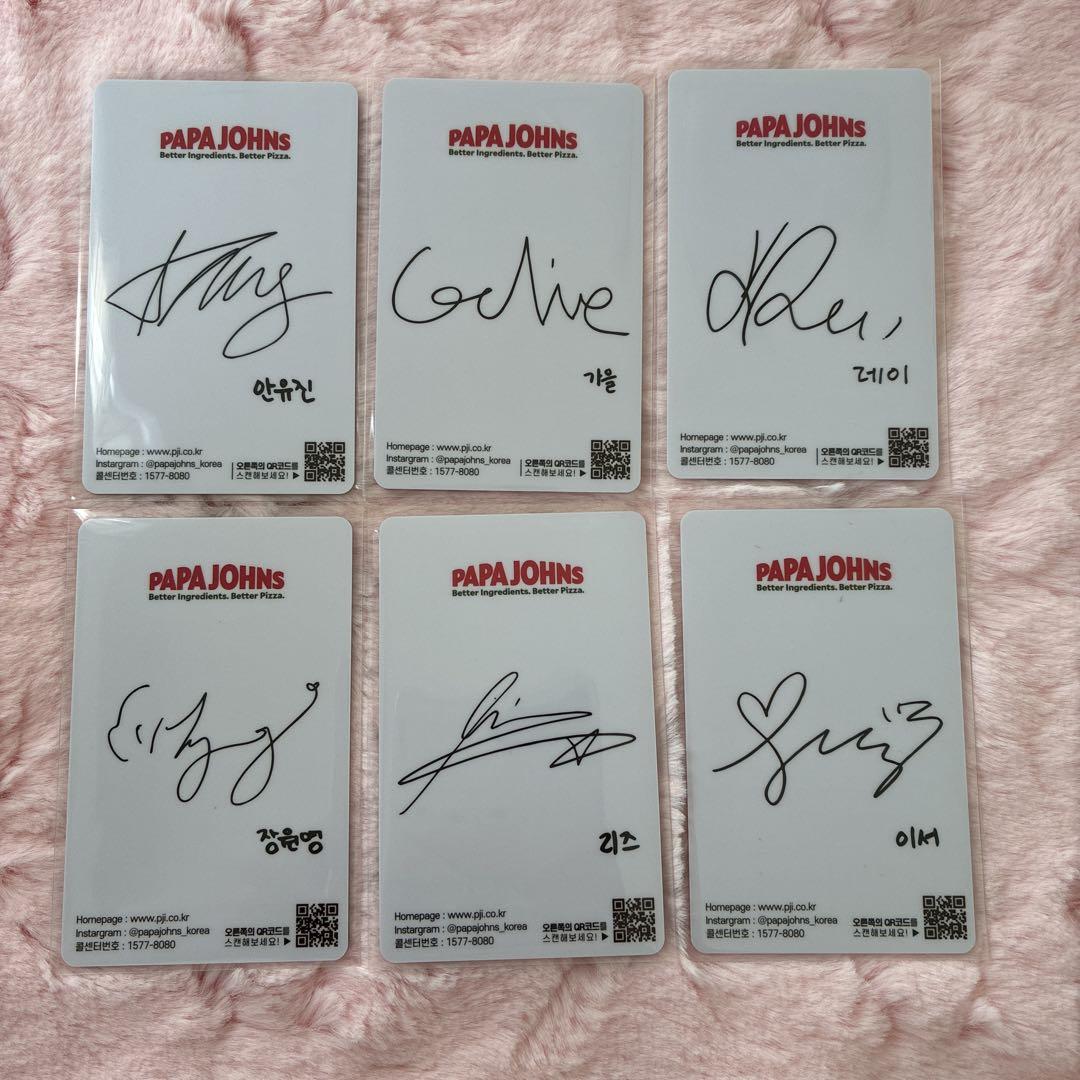 PAPA JOHNS
Better Ingredients. Better Pizza.
안유진
Homepage : www.pji.co.kr
Instargram : @papajohns_korea
콜센터번호 : 1577-8080
오른쪽의 QR코드를
스캔해보세요! ▶
PAPA JOHNS
Better Ingredients. Better Pizza.
가을
Homepage : www.pji.co.kr
Instargram : @papajohns_korea
콜센터번호 : 1577-8080
오른쪽의 QR코드를
스캔해보세요! ▶
PAPA JOHNS
Better Ingredients. Better Pizza.
레이
Homepage : www.pji.co.kr
Instargram : @papajohns_korea
콜센터번호 : 1577-8080
오른쪽의 QR코드를
스캔해보세요! ▶
PAPA JOHNS
Better Ingredients. Better Pizza.
장원영
Homepage : www.pji.co.kr
Instargram : @papajohns_korea
콜센터번호 : 1577-8080
오른쪽의 QR코드를
스캔해보세요! ▶
PAPA JOHNS
Better Ingredients. Better Pizza.
리즈
Homepage : www.pji.co.kr
Instargram : @papajohns_korea
콜센터번호 : 1577-8080
오른쪽의 QR코드를
스캔해보세요! ▶
PAPA JOHNS
Better Ingredients. Better Pizza.
이서
Homepage : www.pji.co.kr
Instargram : @papajohns_korea
콜센터번호 : 1577-8080
오른쪽의 QR코드를
스캔해보세요! ▶